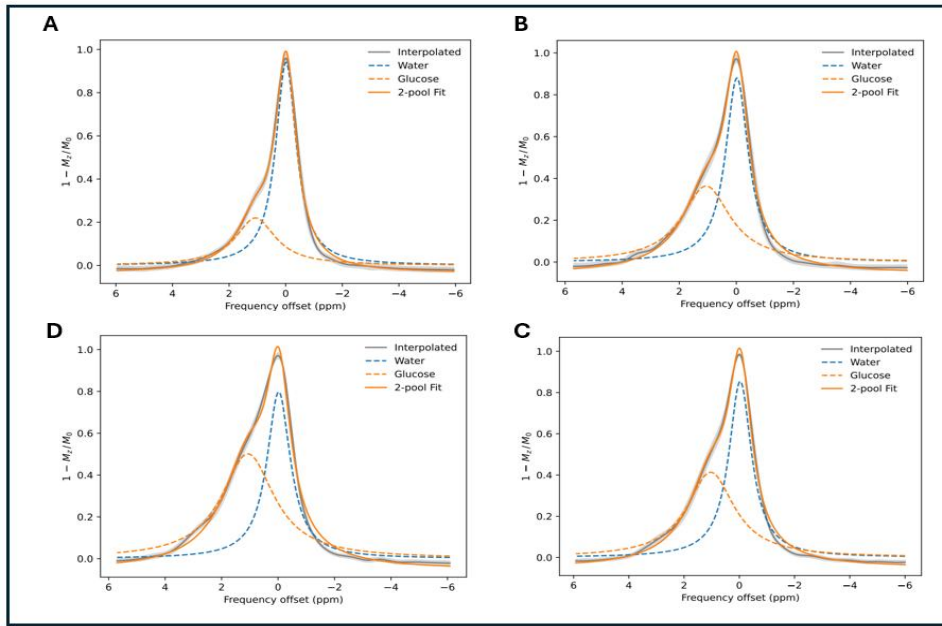 A
1.0
0.8
0.6
0.4
0.2
0.0
1 − Mz/M0
6 4 2 0 −2 −4 −6
Frequency offset (ppm)
Interpolated
Water
Glucose
2-pool Fit
B
1.0
0.8
0.6
0.4
0.2
0.0
1 − Mz/M0
6 4 2 0 −2 −4 −6
Frequency offset (ppm)
Interpolated
Water
Glucose
2-pool Fit
D
1.0
0.8
0.6
0.4
0.2
0.0
1 − Mz/M0
6 4 2 0 −2 −4 −6
Frequency offset (ppm)
Interpolated
Water
Glucose
2-pool Fit
C
1.0
0.8
0.6
0.4
0.2
0.0
1 − Mz/M0
6 4 2 0 −2 −4 −6
Frequency offset (ppm)
Interpolated
Water
Glucose
2-pool Fit